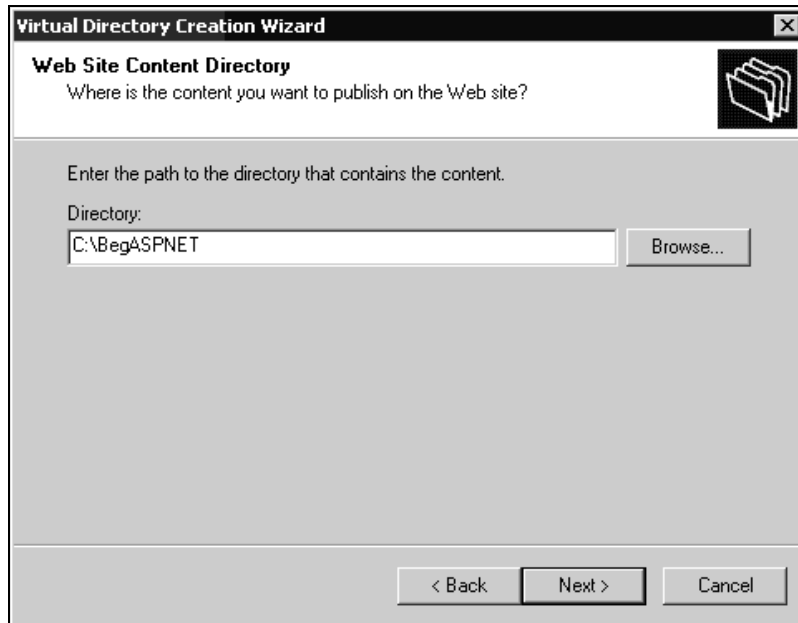 Virtual Directory Creation Wizard
Web Site Content Directory
Where is the content you want to publish on the Web site?
Enter the path to the directory that contains the content.
Directory:
C:\BegASPNET
Browse...
< Back
Next >
Cancel